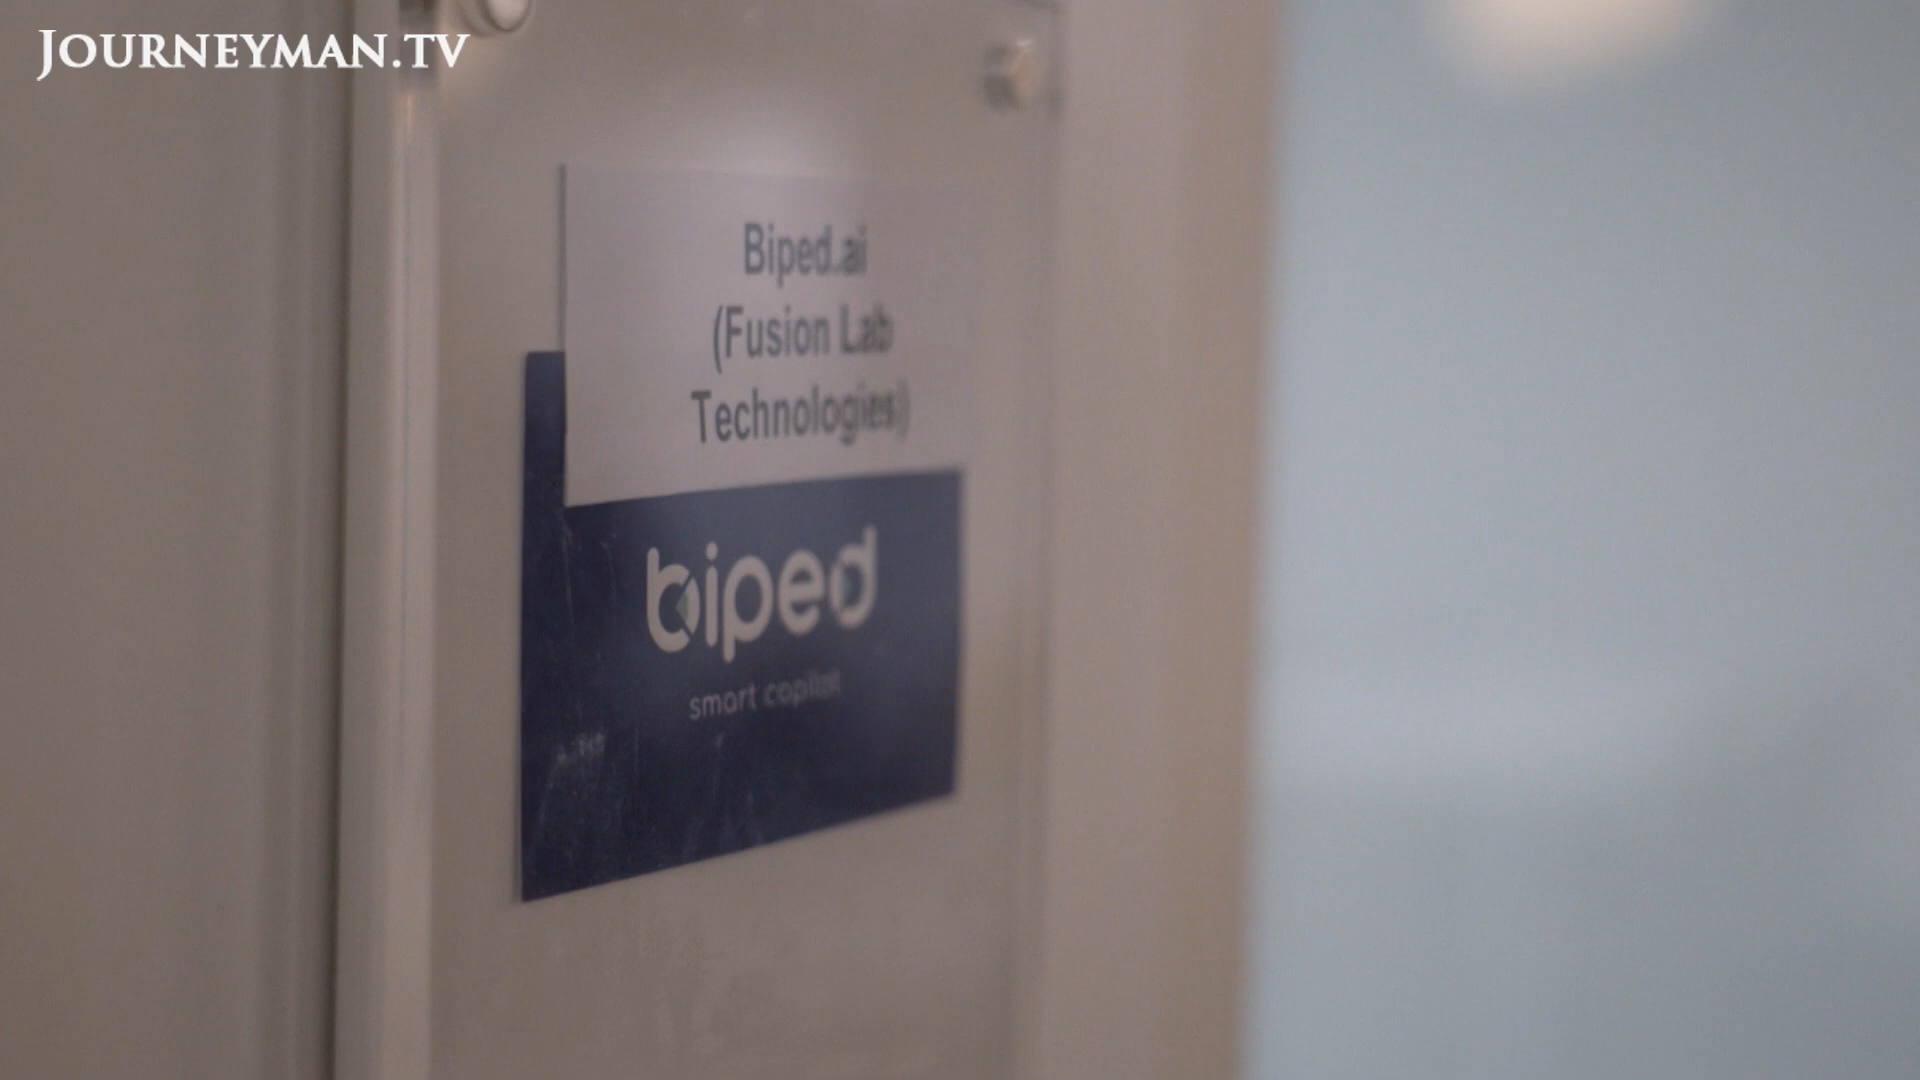 JOURNEYMAN.TV
Biped.ai
(Fusion Lab
Technologies)
biped
smart copilot